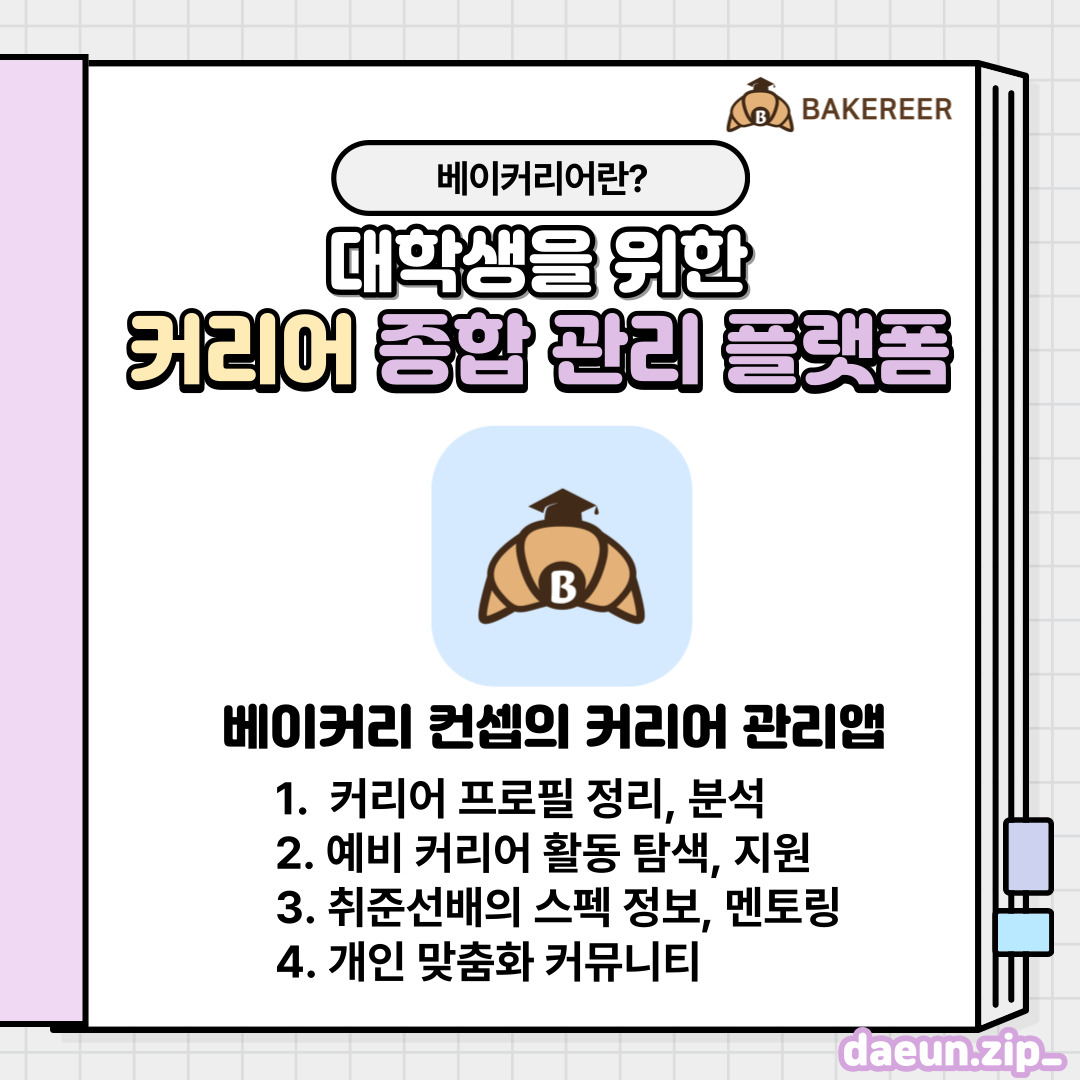 BAKEREER
베이커리어란?
대학생을 위한
커리어 종합 관리 플랫폼
B
베이커리 컨셉의 커리어 관리앱
1. 커리어 프로필 정리, 분석
2. 예비 커리어 활동 탐색, 지원
3. 취준선배의 스펙 정보, 멘토링
4. 개인 맞춤화 커뮤니티
daeun.zip_